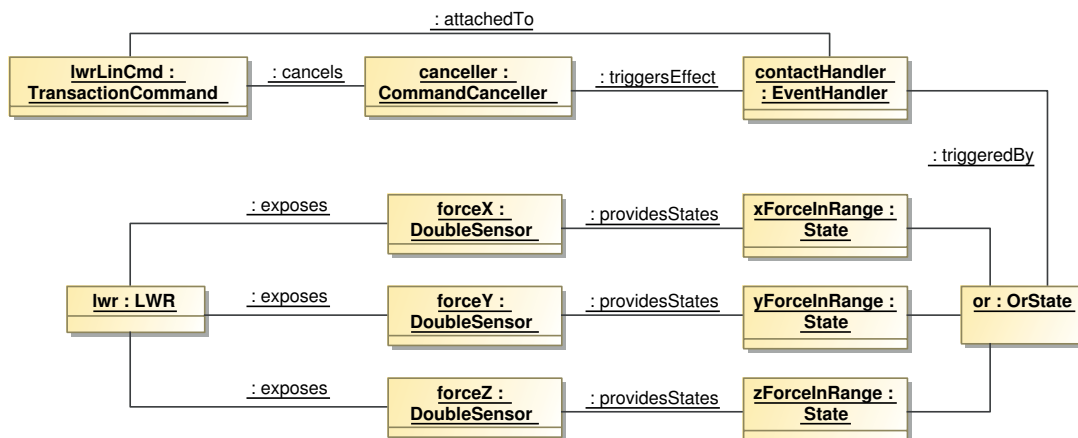 : attachedTo
lwrLinCmd :
TransactionCommand
: cancels
canceller :
CommandCanceller
: triggersEffect
contactHandler
: EventHandler
: triggeredBy
: exposes
forceX :
DoubleSensor
: providesStates
xForceInRange :
State
lwr : LWR
: exposes
forceY :
DoubleSensor
: providesStates
yForceInRange :
State
or : OrState
: exposes
forceZ :
DoubleSensor
: providesStates
zForceInRange :
State